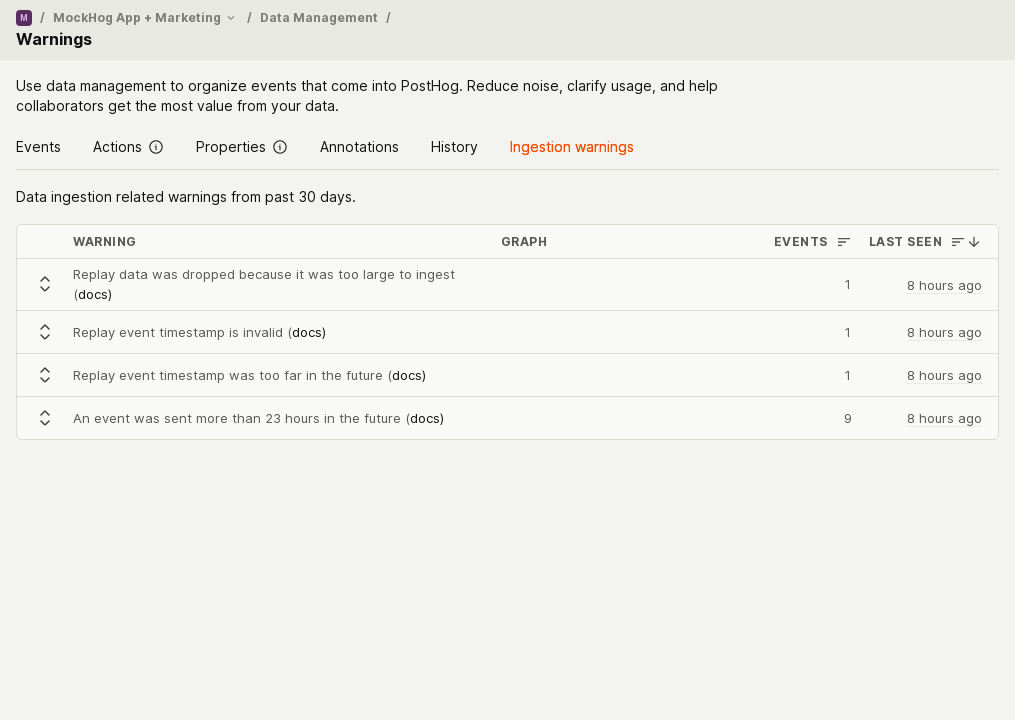 M / MockHog App + Marketing / Data Management /
Warnings
Use data management to organize events that come into PostHog. Reduce noise, clarify usage, and help
collaborators get the most value from your data.
Events Actions Properties Annotations History Ingestion warnings
Data ingestion related warnings from past 30 days.
WARNING GRAPH EVENTS LAST SEEN
Replay data was dropped because it was too large to ingest
(docs) 1 8 hours ago
Replay event timestamp is invalid (docs) 1 8 hours ago
Replay event timestamp was too far in the future (docs) 1 8 hours ago
An event was sent more than 23 hours in the future (docs) 9 8 hours ago